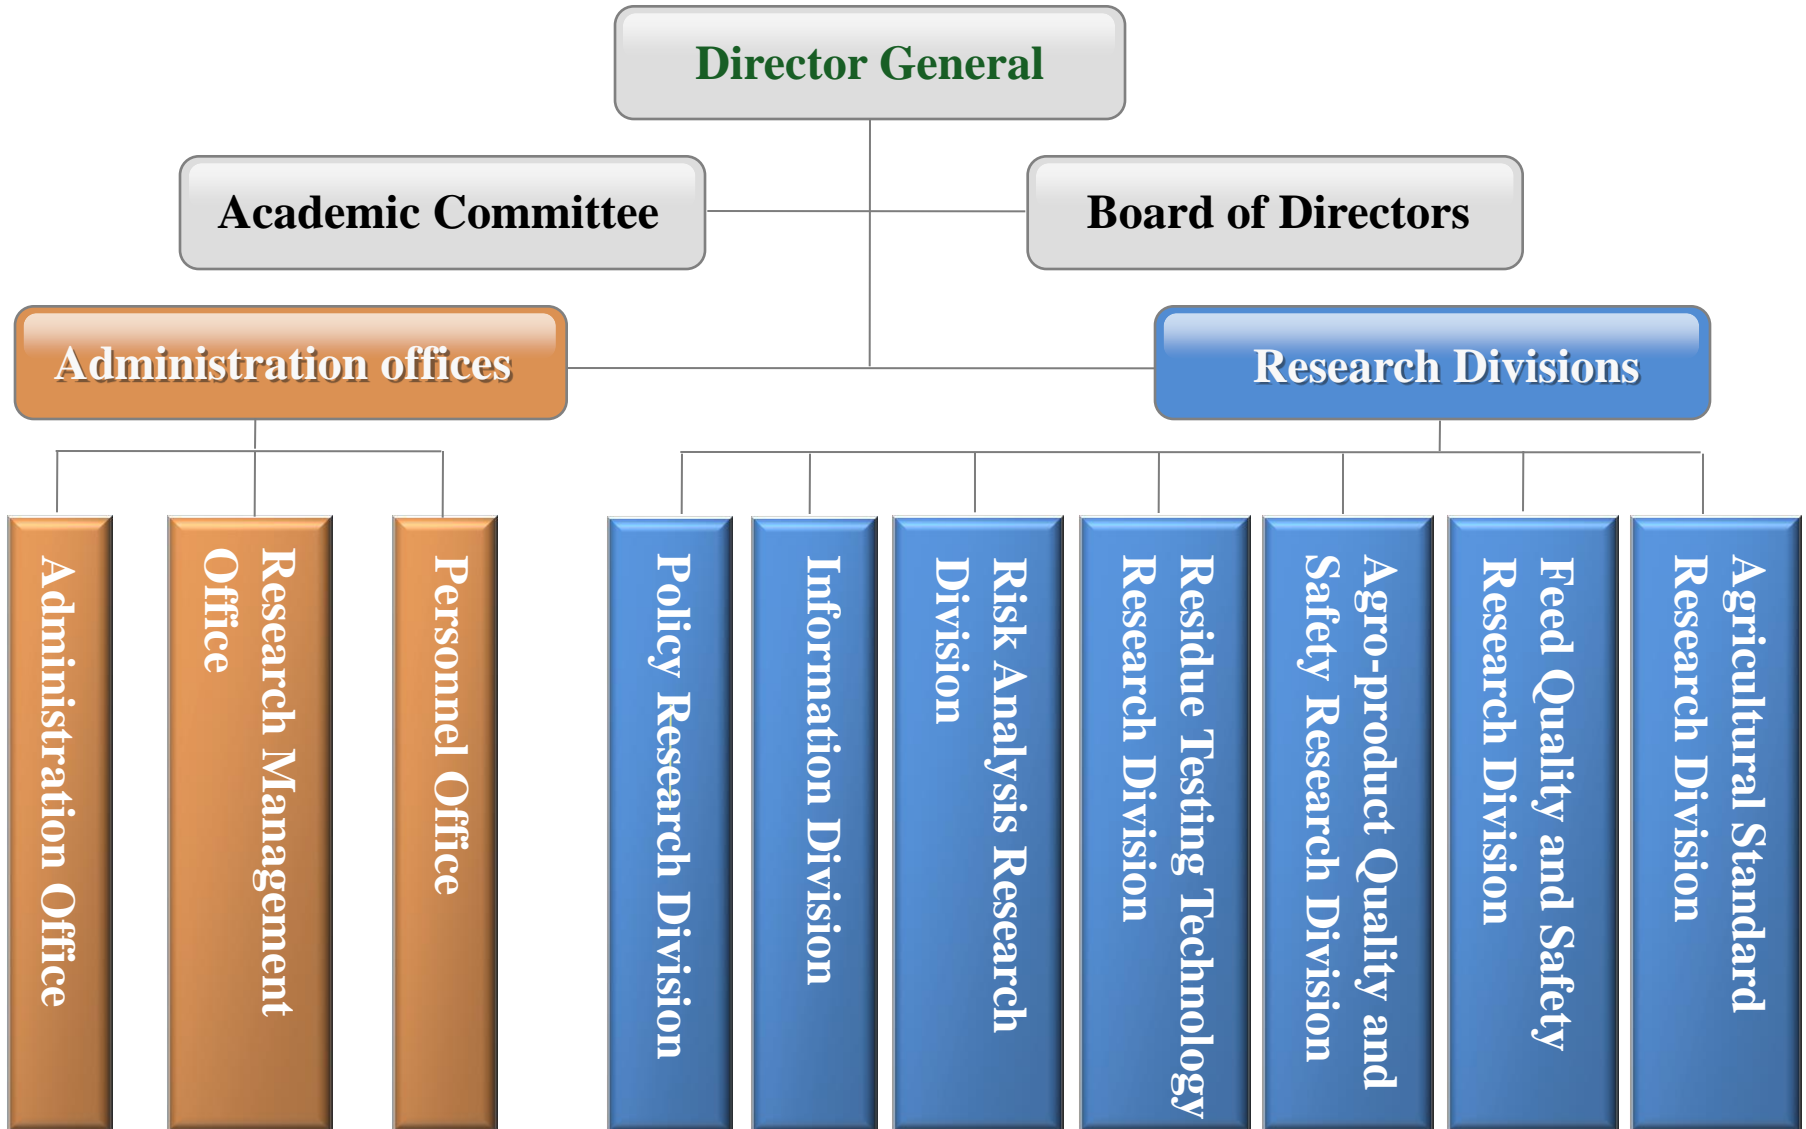 Director General
Academic Committee
Board of Directors
Administration offices
Research Divisions
Administration Office
Research Management
Office
Personnel Office
Policy Research Division
Information Division
Risk Analysis Research
Division
Residue Testing Technology
Research Division
Agro-product Quality and
Safety Research Division
Feed Quality and Safety
Research Division
Agricultural Standard
Research Division